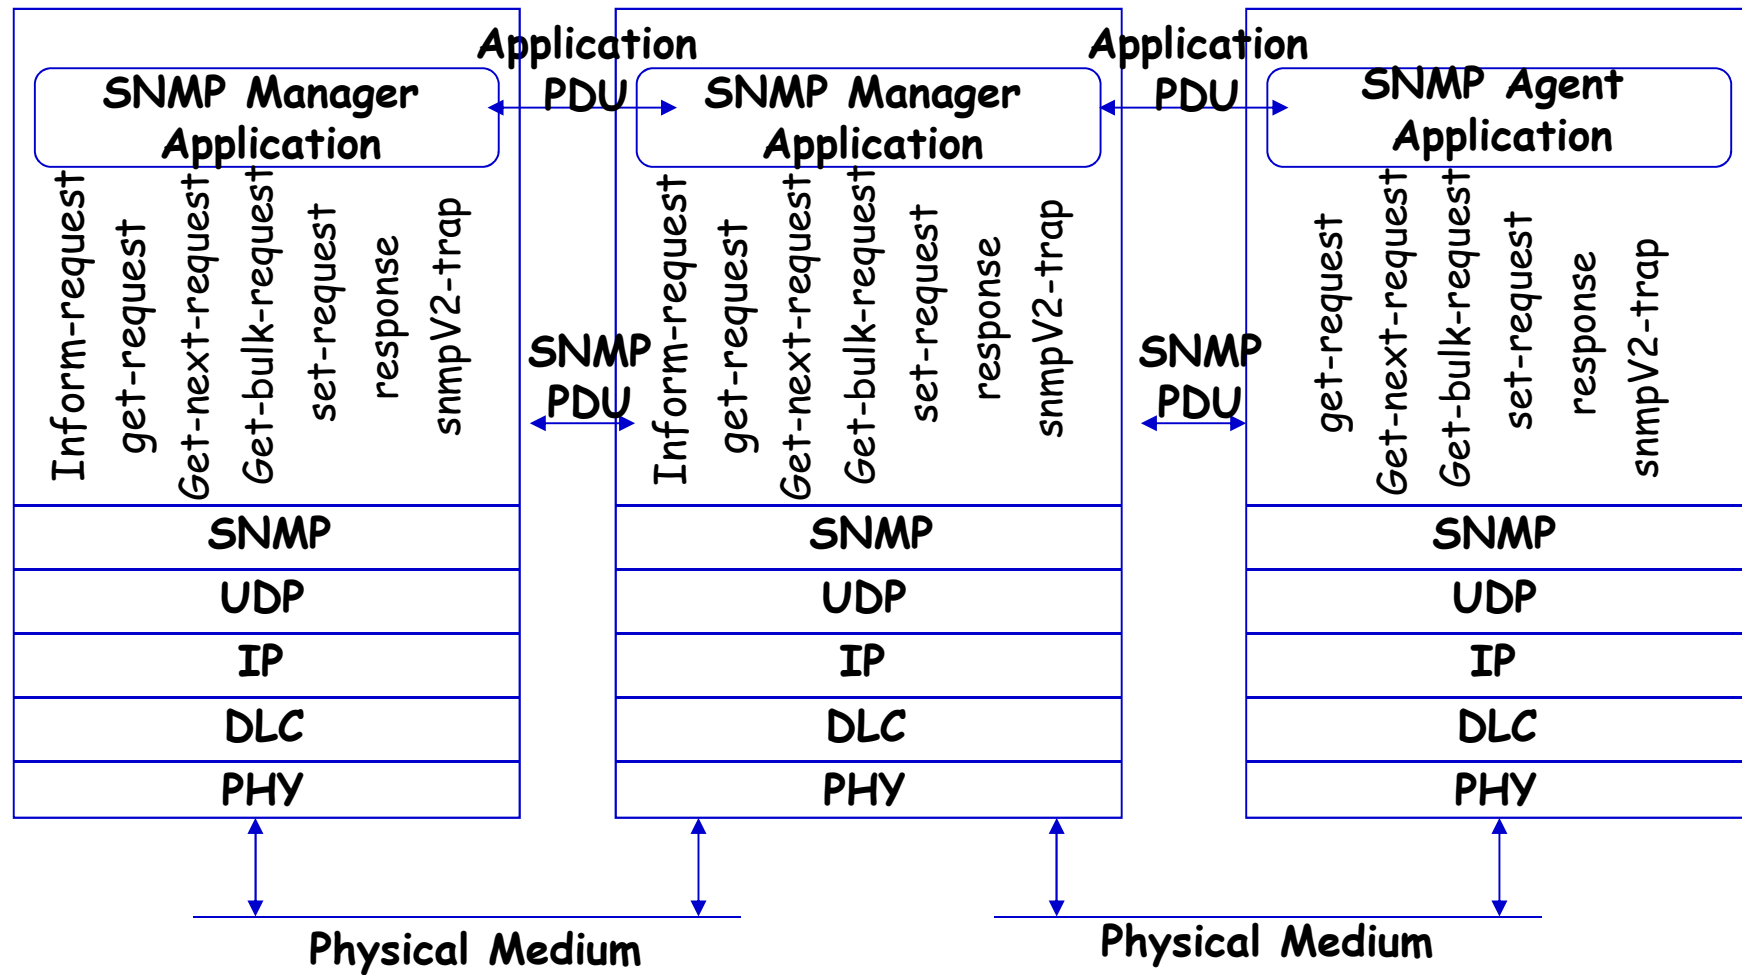 Application
PDU
SNMP Manager
Application
Inform-request
get-request
Get-next-request
Get-bulk-request
set-request
response
snmpV2-trap
SNMP
PDU
SNMP
UDP
IP
DLC
PHY
Application
PDU
SNMP Manager
Application
Inform-request
get-request
Get-next-request
Get-bulk-request
set-request
response
snmpV2-trap
SNMP
PDU
SNMP
UDP
IP
DLC
PHY
SNMP Agent
Application
get-request
Get-next-request
Get-bulk-request
set-request
response
snmpV2-trap
SNMP
UDP
IP
DLC
PHY
Physical Medium
Physical Medium